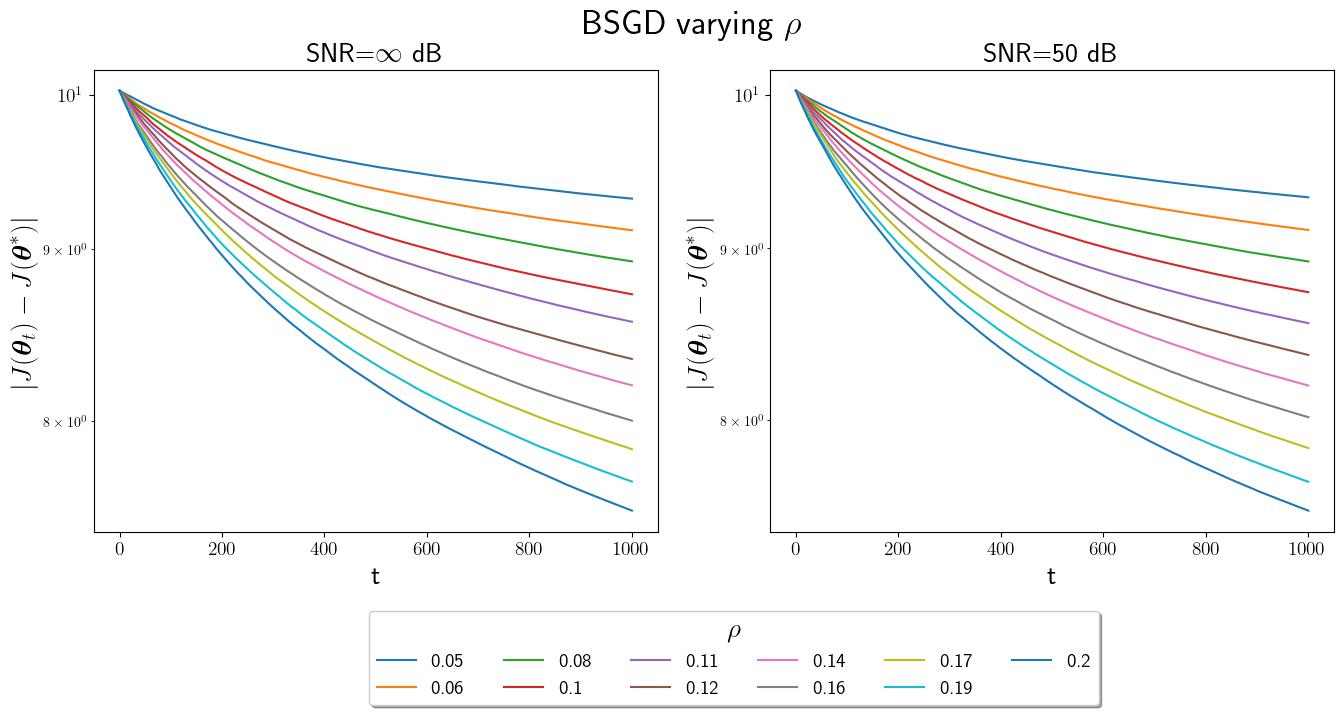 BSGD varying ρ
SNR=∞ dB
SNR=50 dB
10¹
9 × 10⁰
8 × 10⁰
|J(θₜ) − J(θ*)|
0 200 400 600 800 1000
t
10¹
9 × 10⁰
8 × 10⁰
|J(θₜ) − J(θ*)|
0 200 400 600 800 1000
t
ρ
0.05 0.08 0.11 0.14 0.17 0.2
0.06 0.1 0.12 0.16 0.19